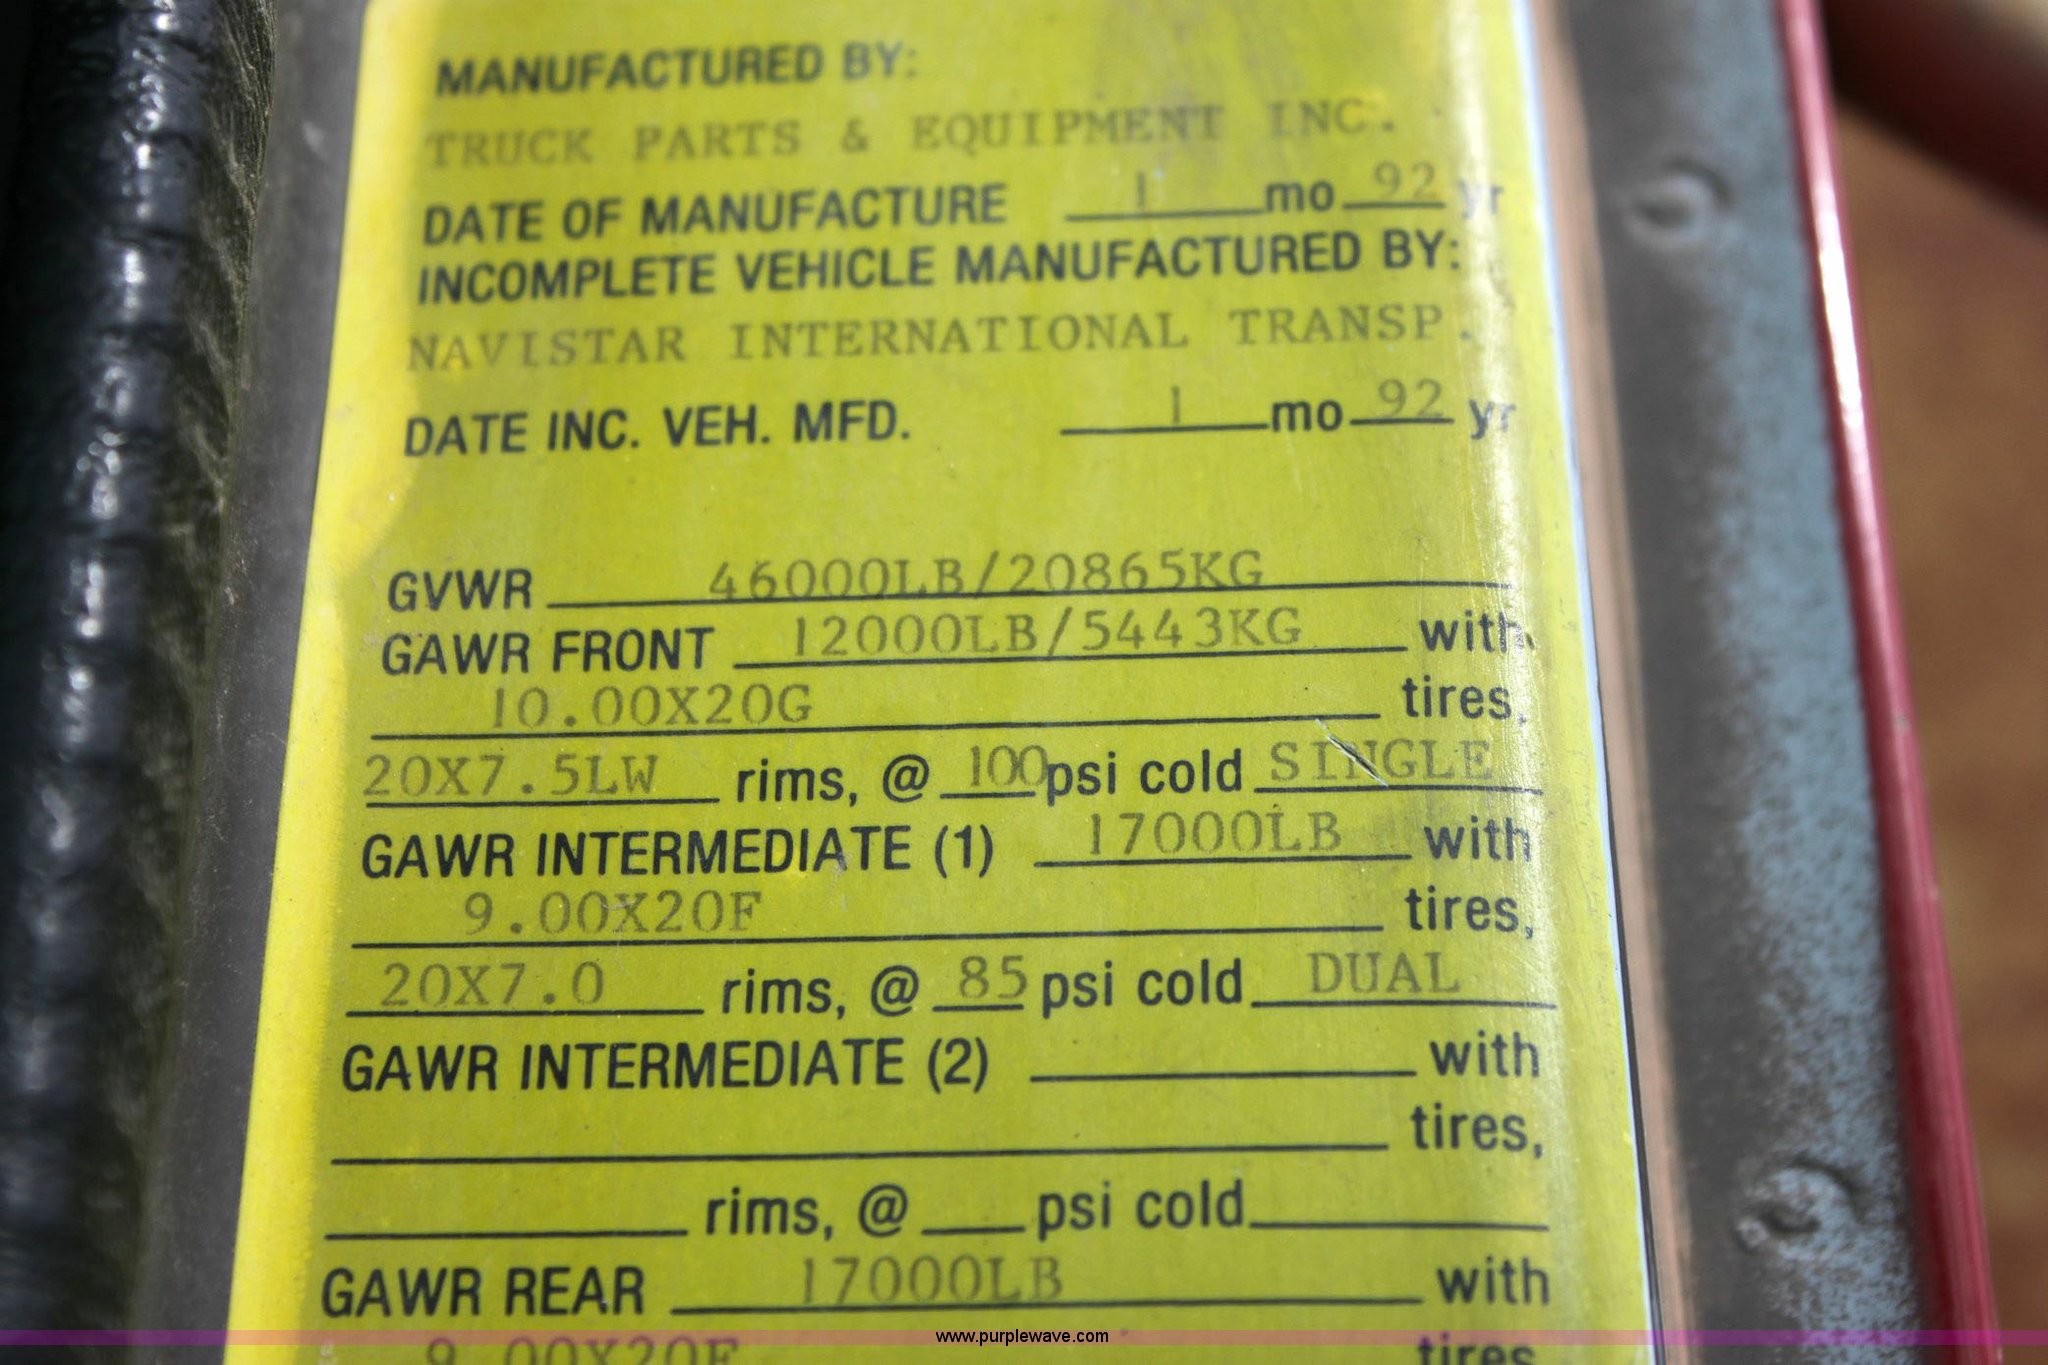 MANUFACTURED BY:
TRUCK PARTS & EQUIPMENT INC.
DATE OF MANUFACTURE 1 mo 92 yr
INCOMPLETE VEHICLE MANUFACTURED BY:
NAVISTAR INTERNATIONAL TRANSP.
DATE INC. VEH. MFD. 1 mo 92 yr
GVWR 46000LB/20865KG
GAWR FRONT 12000LB/5443KG with
10.00X20G tires,
20X7.5LW rims, @ 100 psi cold SINGLE
GAWR INTERMEDIATE (1) 17000LB with
9.00X20F tires,
20X7.0 rims, @ 85 psi cold DUAL
GAWR INTERMEDIATE (2) with
tires,
rims, @ psi cold
GAWR REAR 17000LB with
9.00X20F tires
www.purplewave.com